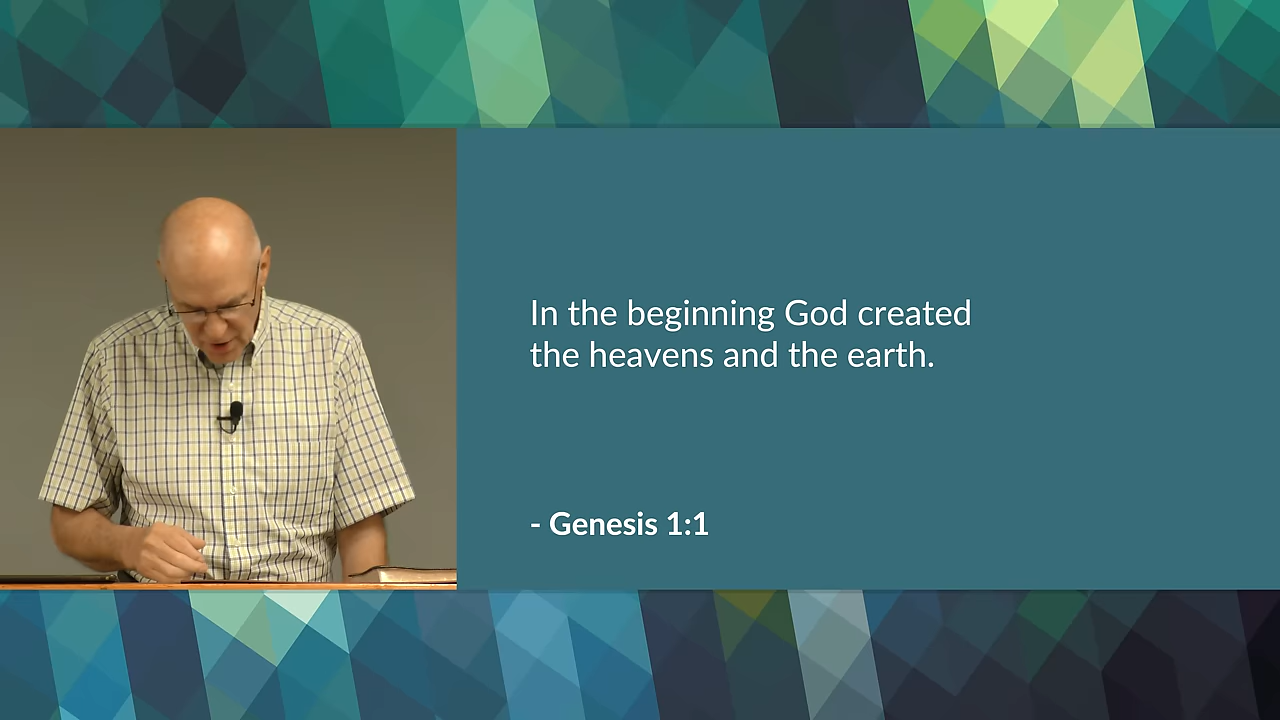 In the beginning God created
the heavens and the earth.
- Genesis 1:1